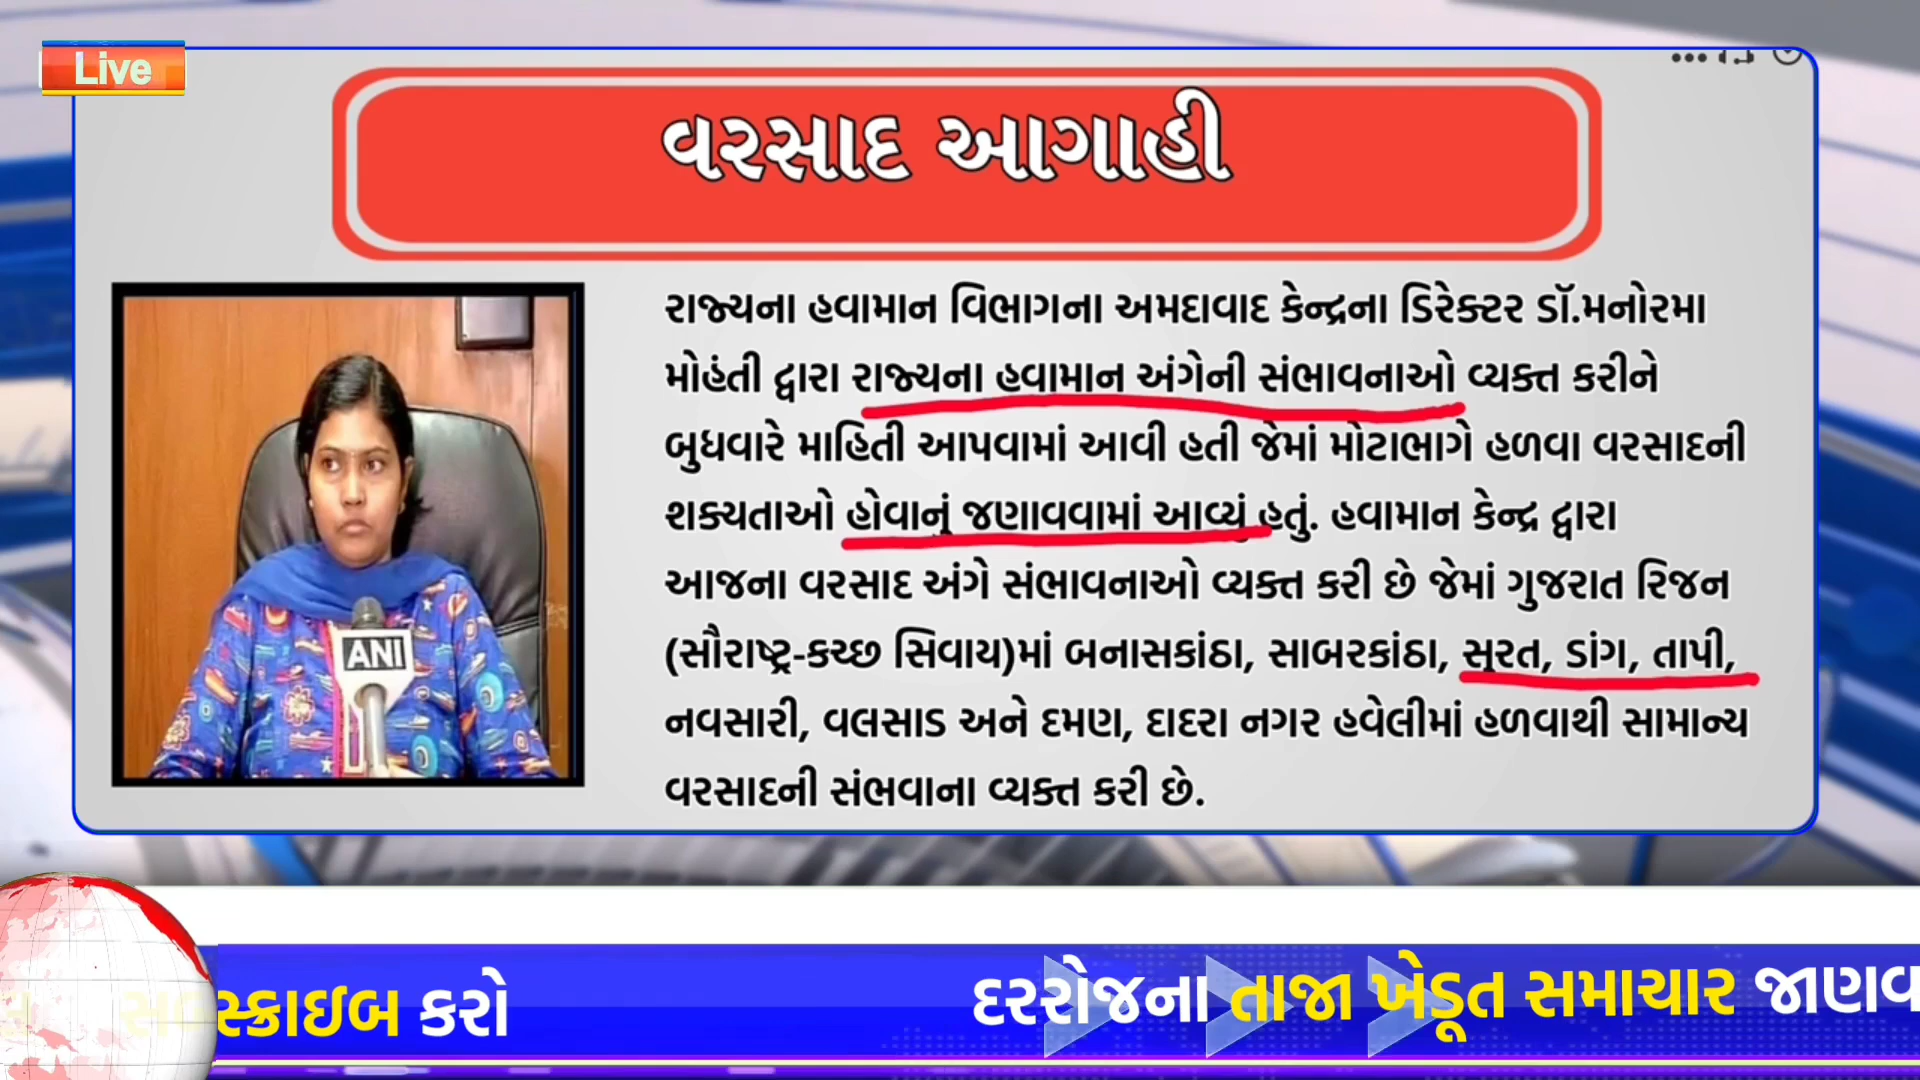 Live
વરસાદ આગાહી
રાજ્યના હવામાન વિભાગના અમદાવાદ કેન્દ્રના ડિરેક્ટર ડૉ.મનોરમા
મોહંતી દ્વારા રાજ્યના હવામાન અંગેની સંભાવનાઓ વ્યક્ત કરીને
બુધવારે માહિતી આપવામાં આવી હતી જેમાં મોટાભાગે હળવા વરસાદની
શક્યતાઓ હોવાનું જણાવવામાં આવ્યું હતું. હવામાન કેન્દ્ર દ્વારા
આજના વરસાદ અંગે સંભાવનાઓ વ્યક્ત કરી છે જેમાં ગુજરાત રિજન
(સૌરાષ્ટ્ર-કચ્છ સિવાય)માં બનાસકાંઠા, સાબરકાંઠા, સુરત, ડાંગ, તાપી,
નવસારી, વલસાડ અને દમણ, દાદરા નગર હવેલીમાં હળવાથી સામાન્ય
વરસાદની સંભવાના વ્યક્ત કરી છે.
ANI
સબસ્ક્રાઈબ કરો દરરોજના તાજા ખેડૂત સમાચાર